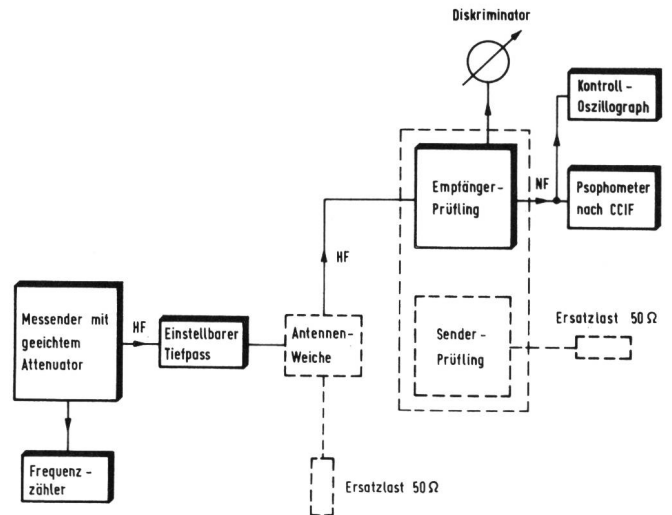 Diskriminator
Kontroll -
Oszillograph
Empfänger-
Prüfling
NF
Psophometer
nach CCIF
HF
Messender mit
geeichtem
Attenuator
HF
Einstellbarer
Tiefpass
Antennen-
Weiche
Sender-
Prüfling
Ersatzlast 50 Ω
Frequenz -
zähler
Ersatzlast 50 Ω